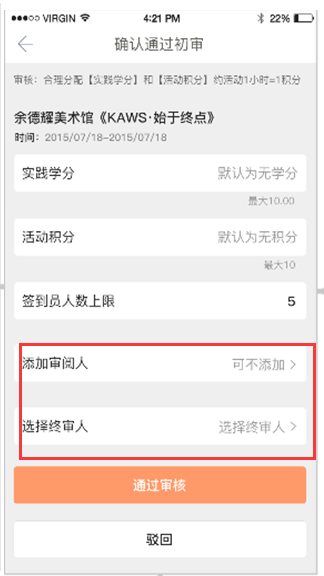 VIRGIN 4:21 PM 22%
确认通过初审
审核：合理分配【实践学分】和【活动积分】约活动1小时=1积分
余德耀美术馆《KAWS·始于终点》
时间：2015/07/18-2015/07/18
实践学分 默认为无学分
最大10.00
活动积分 默认为无积分
最大10
签到员人数上限 5
添加审阅人 可不添加
选择终审人 选择终审人
通过审核
驳回